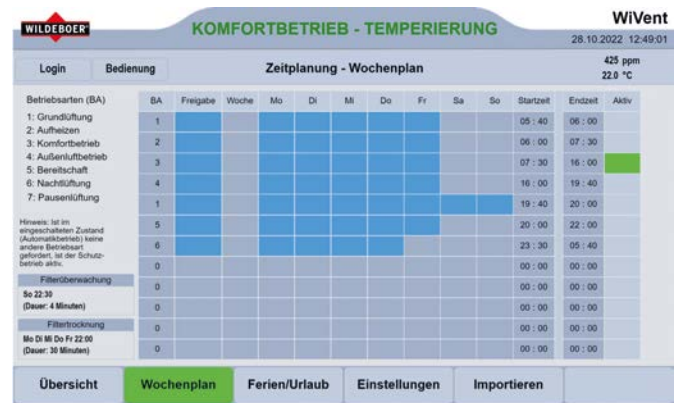 WILDEBOER®
KOMFORTBETRIEB - TEMPERIERUNG
WiVent
28.10.2022 12:49:01
Login Bedienung
Zeitplanung - Wochenplan
425 ppm
22.0 °C
Betriebsarten (BA)
1: Grundlüftung
2: Aufheizen
3: Komfortbetrieb
4: Außenluftbetrieb
5: Bereitschaft
6: Nachtlüftung
7: Pausenlüftung
Hinweis: Ist im
eingeschalteten Zustand
(Automatikbetrieb) keine
andere Betriebsart
gefordert, ist der Schutz-
betrieb aktiv.
Filterüberwachung
So 22:30
(Dauer: 4 Minuten)
Filtertrocknung
Mo Di Mi Do Fr 22:00
(Dauer: 30 Minuten)
BA Freigabe Woche Mo Di Mi Do Fr Sa So Startzeit Endzeit Aktiv
1 05 : 40 06 : 00
2 06 : 00 07 : 30
3 07 : 30 16 : 00
4 16 : 00 19 : 40
1 19 : 40 20 : 00
5 20 : 00 22 : 00
6 23 : 30 05 : 40
0 00 : 00 00 : 00
0 00 : 00 00 : 00
0 00 : 00 00 : 00
0 00 : 00 00 : 00
0 00 : 00 00 : 00
Übersicht Wochenplan Ferien/Urlaub Einstellungen Importieren